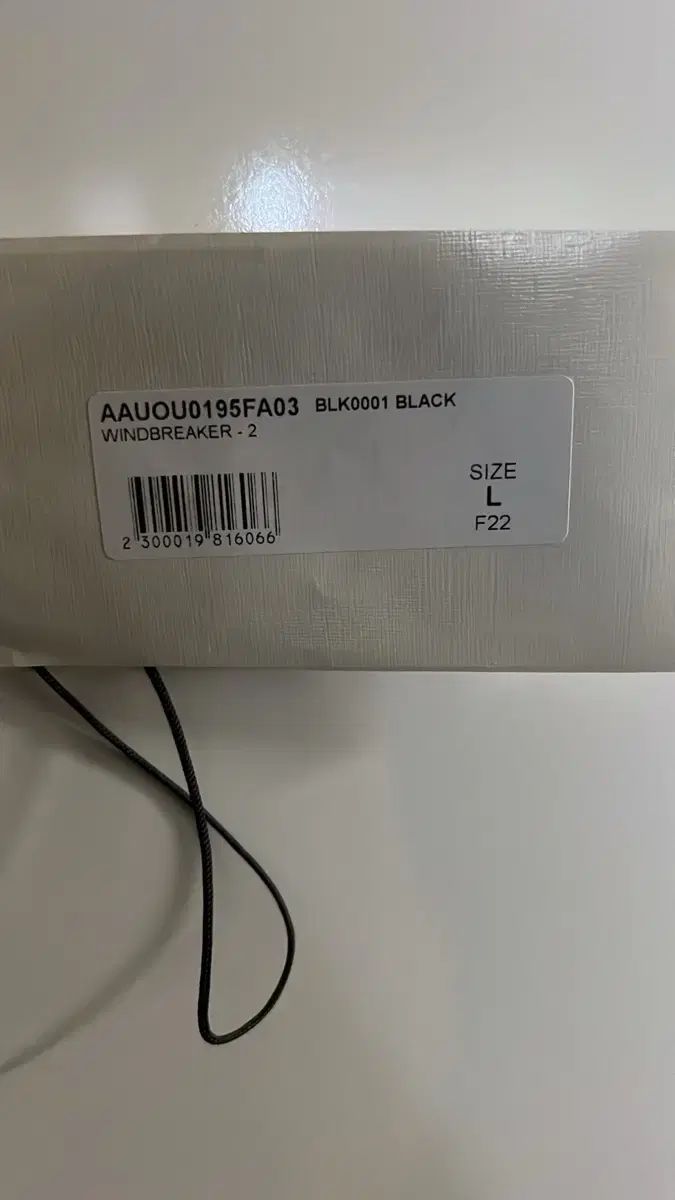 AAUOU0195FA03 BLK0001 BLACK
WINDBREAKER - 2
SIZE
L
F22
2 300019 816066